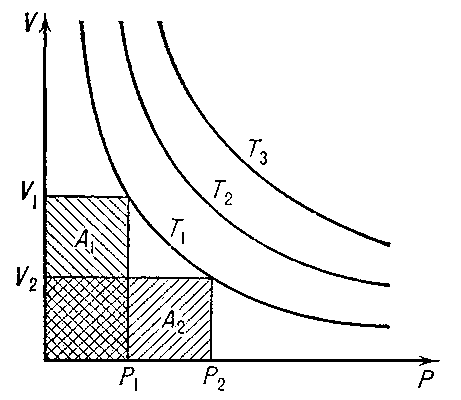 V
T₃
T₂
V₁
T₁
A₁
V₂
A₂
P₁ P₂ P